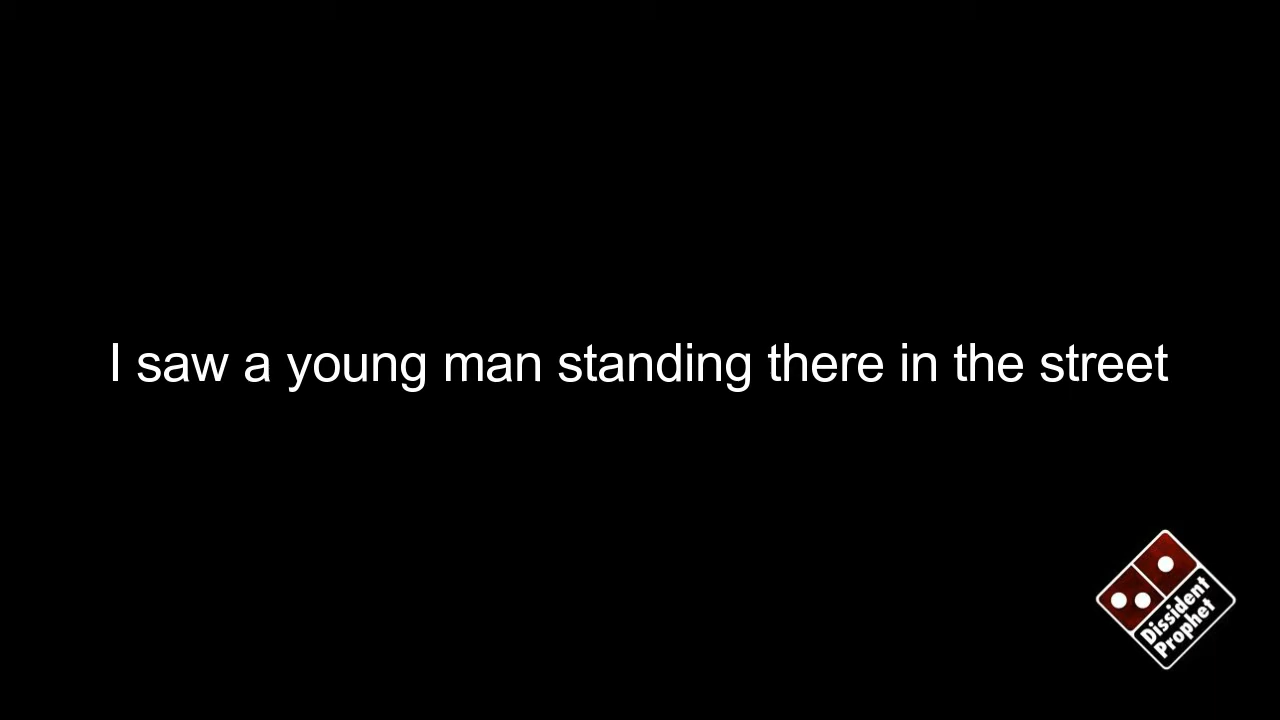 I saw a young man standing there in the street
Dissident
Prophet